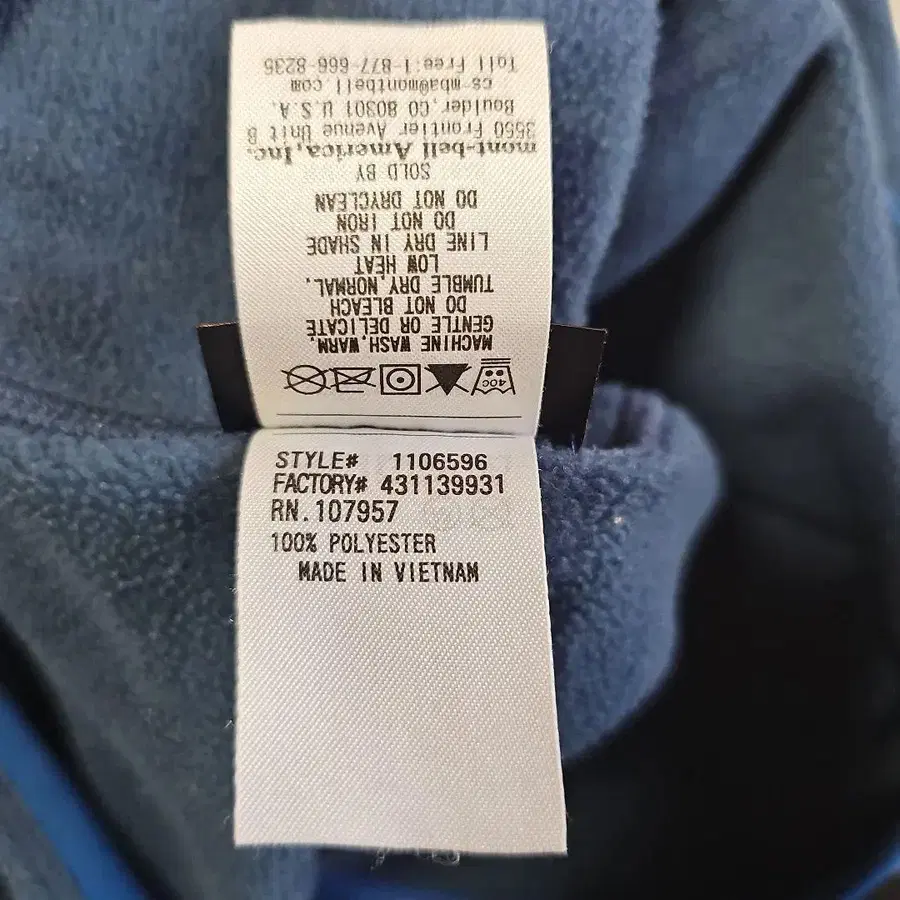 40C
MACHINE WASH,WARM,
GENTLE OR DELICATE
DO NOT BLEACH
TUMBLE DRY,NORMAL,
LOW HEAT
LINE DRY IN SHADE
DO NOT IRON
DO NOT DRYCLEAN
SOLD BY
mont-bell America,Inc.
3550 Frontier Avenue Unit B
Boulder, CO 80301 U.S.A.
cs-mba@montbell.com
Toll Free:1-877-666-8235
STYLE# 1106596
FACTORY# 431139931
RN.107957
100% POLYESTER
MADE IN VIETNAM